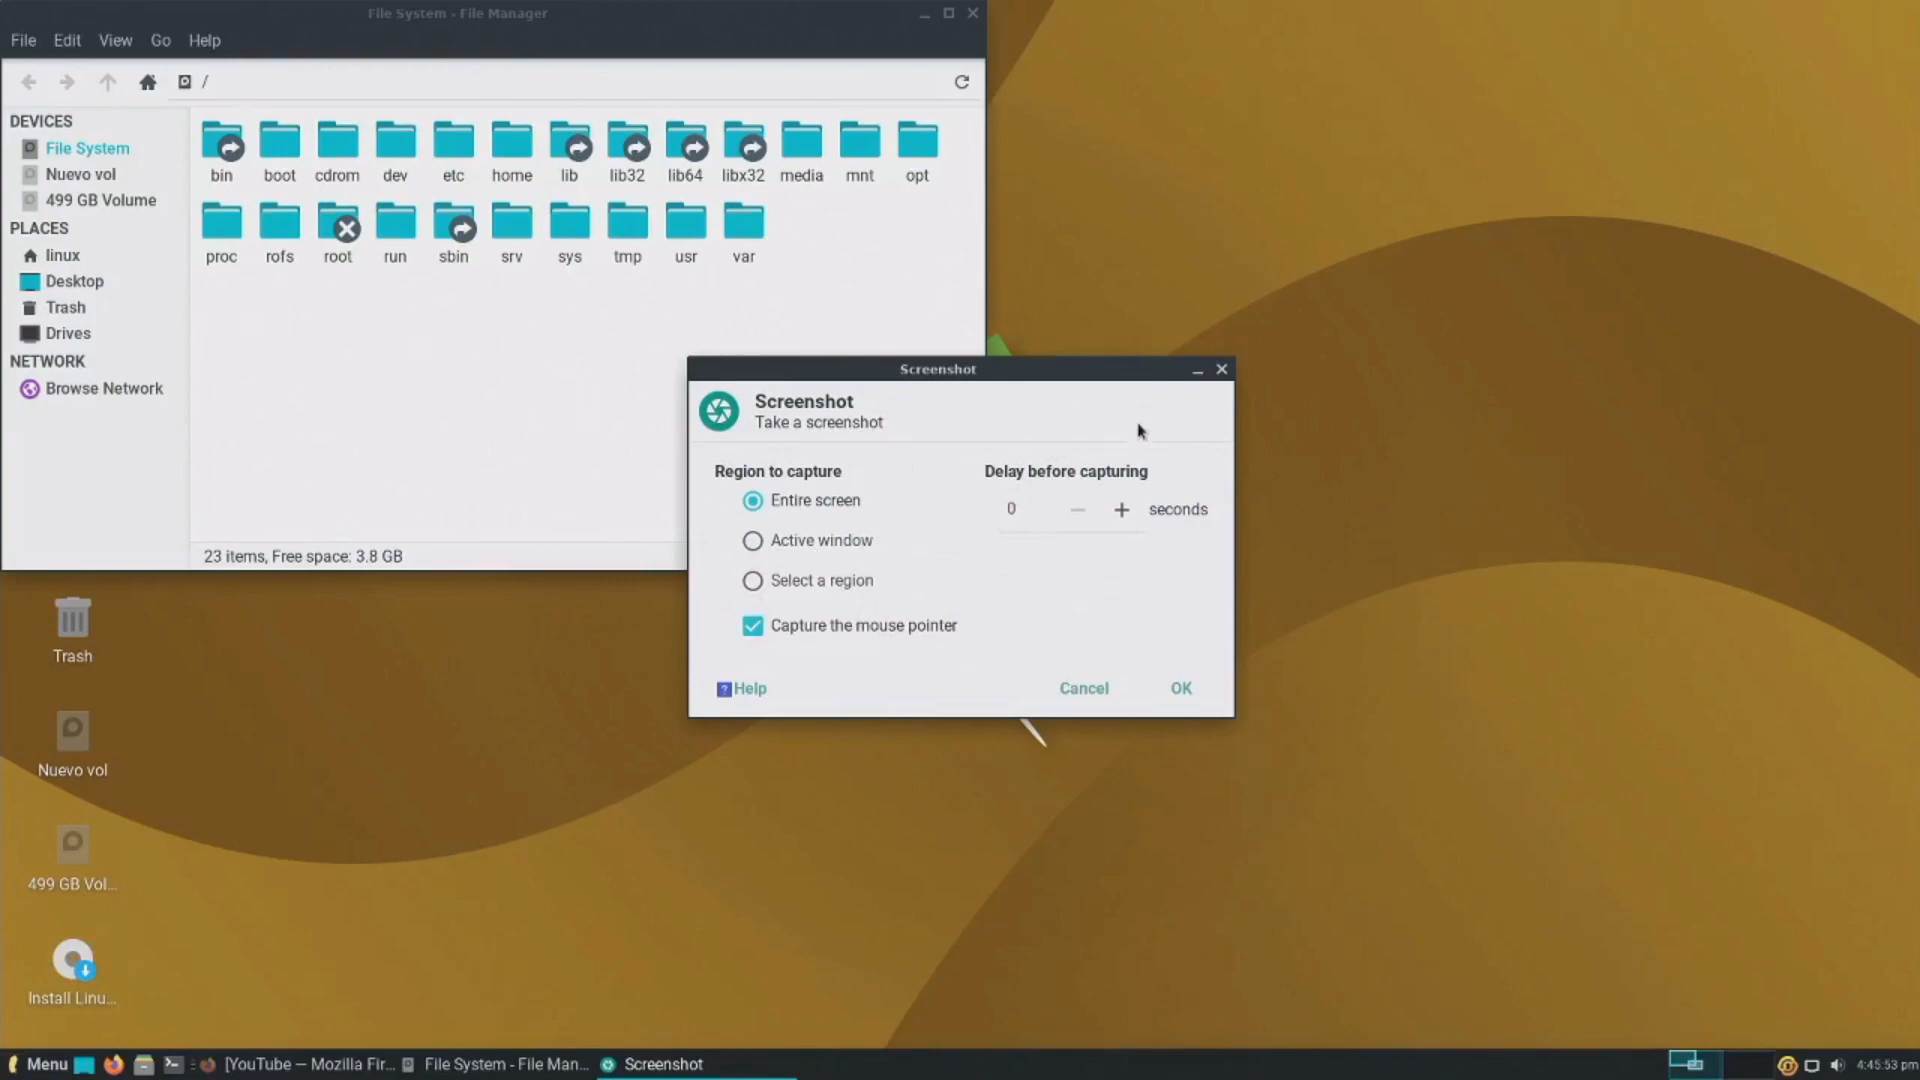 File System - File Manager
File Edit View Go Help
/
DEVICES
File System
Nuevo vol
499 GB Volume
PLACES
linux
Desktop
Trash
Drives
NETWORK
Browse Network
bin boot cdrom dev etc home lib lib32 lib64 libx32 media mnt opt
proc rofs root run sbin srv sys tmp usr var
23 items, Free space: 3.8 GB
Screenshot
Screenshot
Take a screenshot
Region to capture
Entire screen
Active window
Select a region
Capture the mouse pointer
Delay before capturing
0 seconds
Help Cancel OK
Trash
Nuevo vol
499 GB Vol...
Install Linu...
Menu [YouTube — Mozilla Fir... File System - File Man... Screenshot 4:45:53 pm